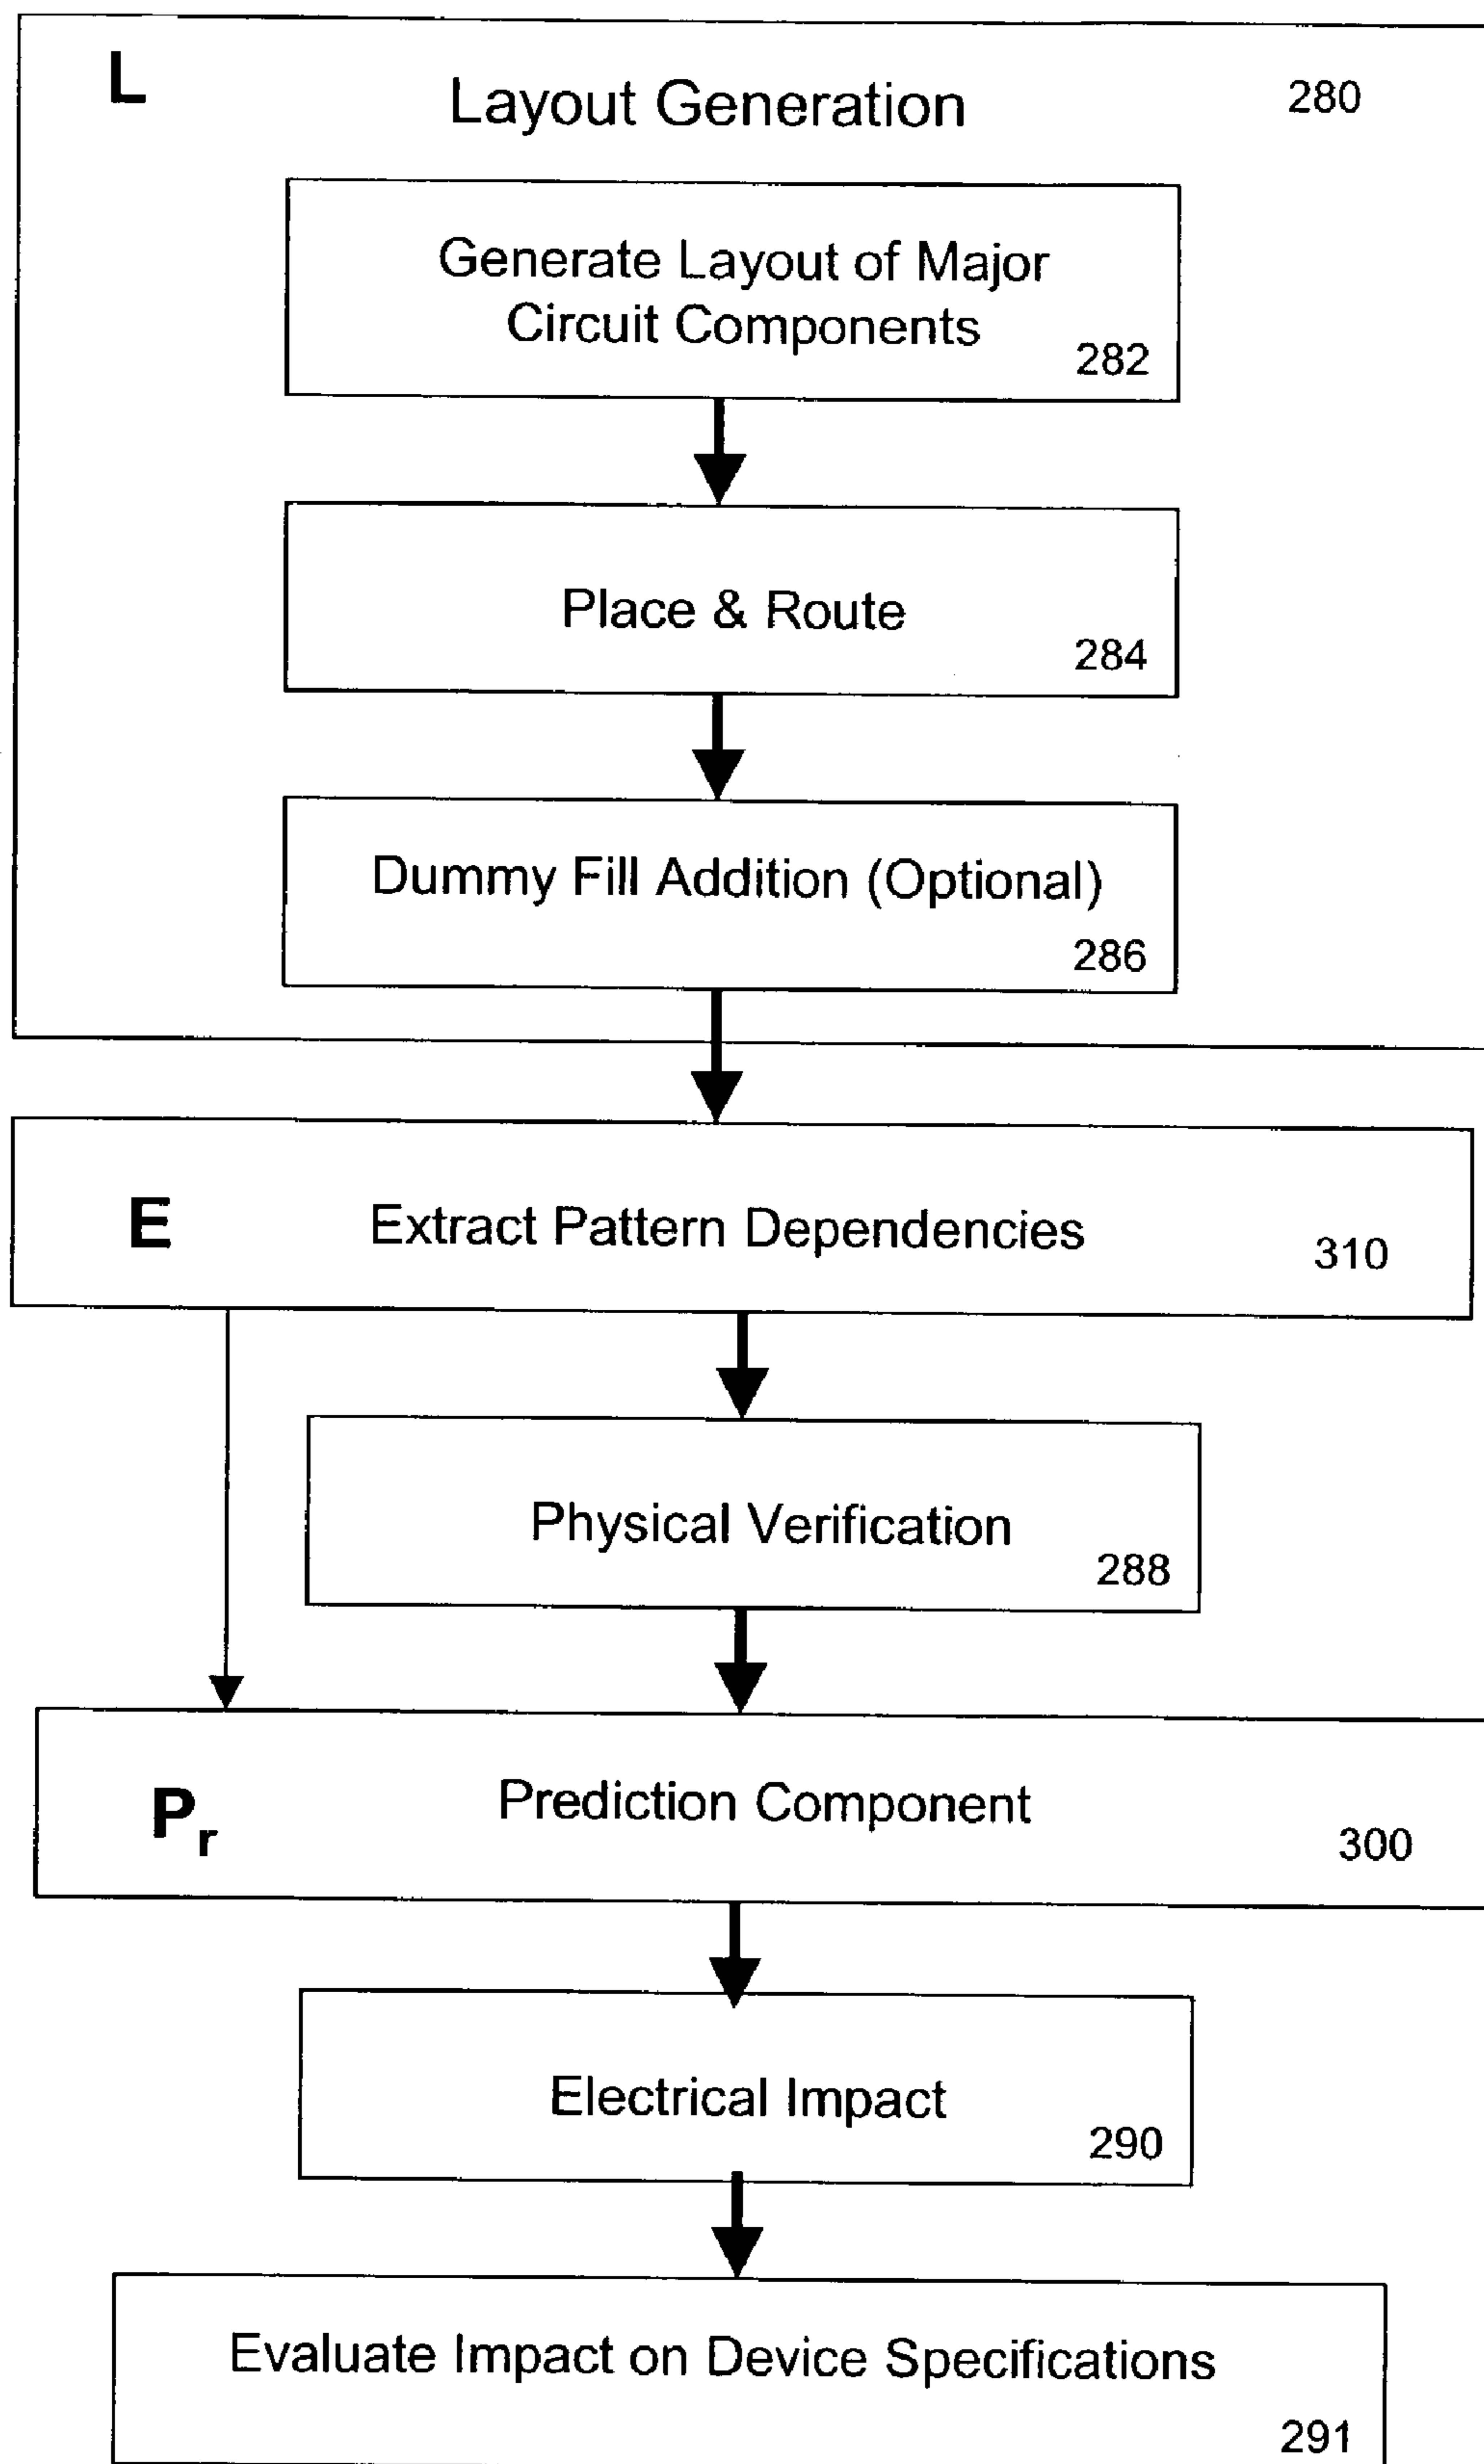 L
Layout Generation
280
Generate Layout of Major
Circuit Components
282
Place & Route
284
Dummy Fill Addition (Optional)
286
E
Extract Pattern Dependencies
310
Physical Verification
288
Pr
Prediction Component
300
Electrical Impact
290
Evaluate Impact on Device Specifications
291